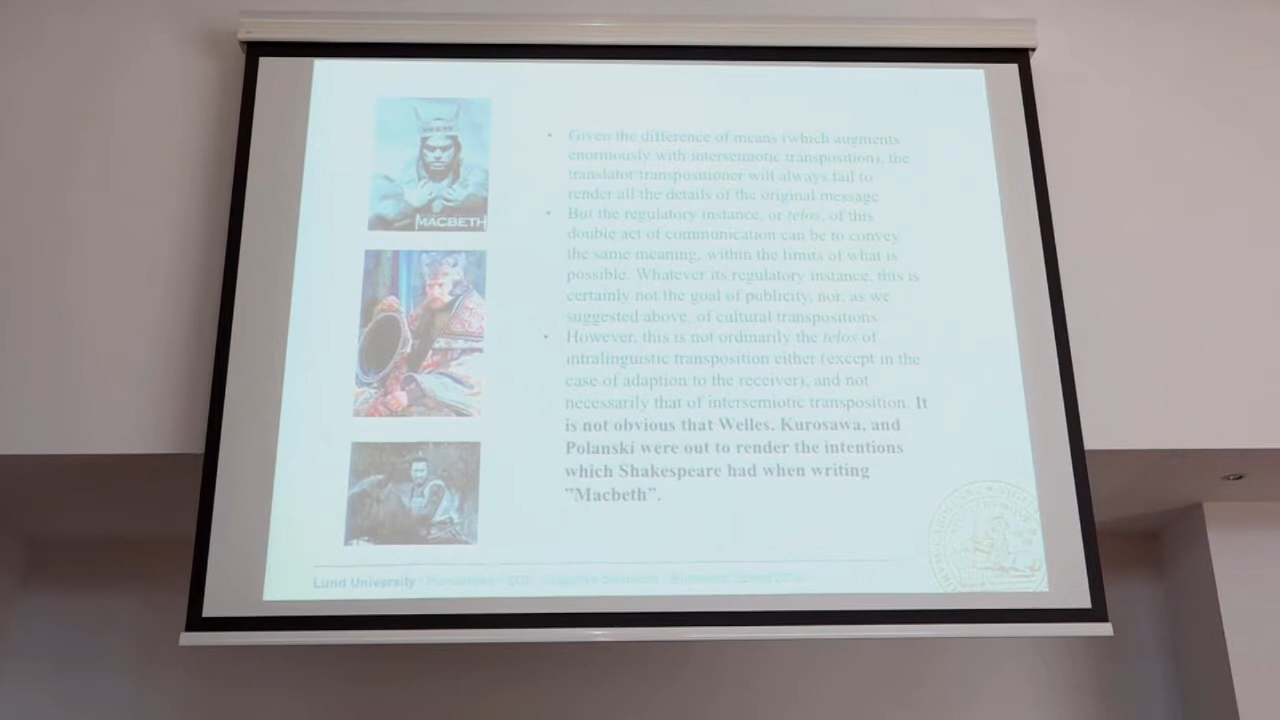 MACBETH
• Given the difference of means (which augments
enormously with intersemiotic transposition), the
translator/transpositioner will always fail to
render all the details of the original message
• But the regulatory instance, or telos, of this
double act of communication can be to convey
the same meaning, within the limits of what is
possible. Whatever its regulatory instance, this is
certainly not the goal of publicity, nor, as we
suggested above, of cultural transpositions.
• However, this is not ordinarily the telos of
intralinguistic transposition either (except in the
case of adaption to the receiver), and not
necessarily that of intersemiotic transposition. It
is not obvious that Welles, Kurosawa, and
Polanski were out to render the intentions
which Shakespeare had when writing
”Macbeth”.
Lund University